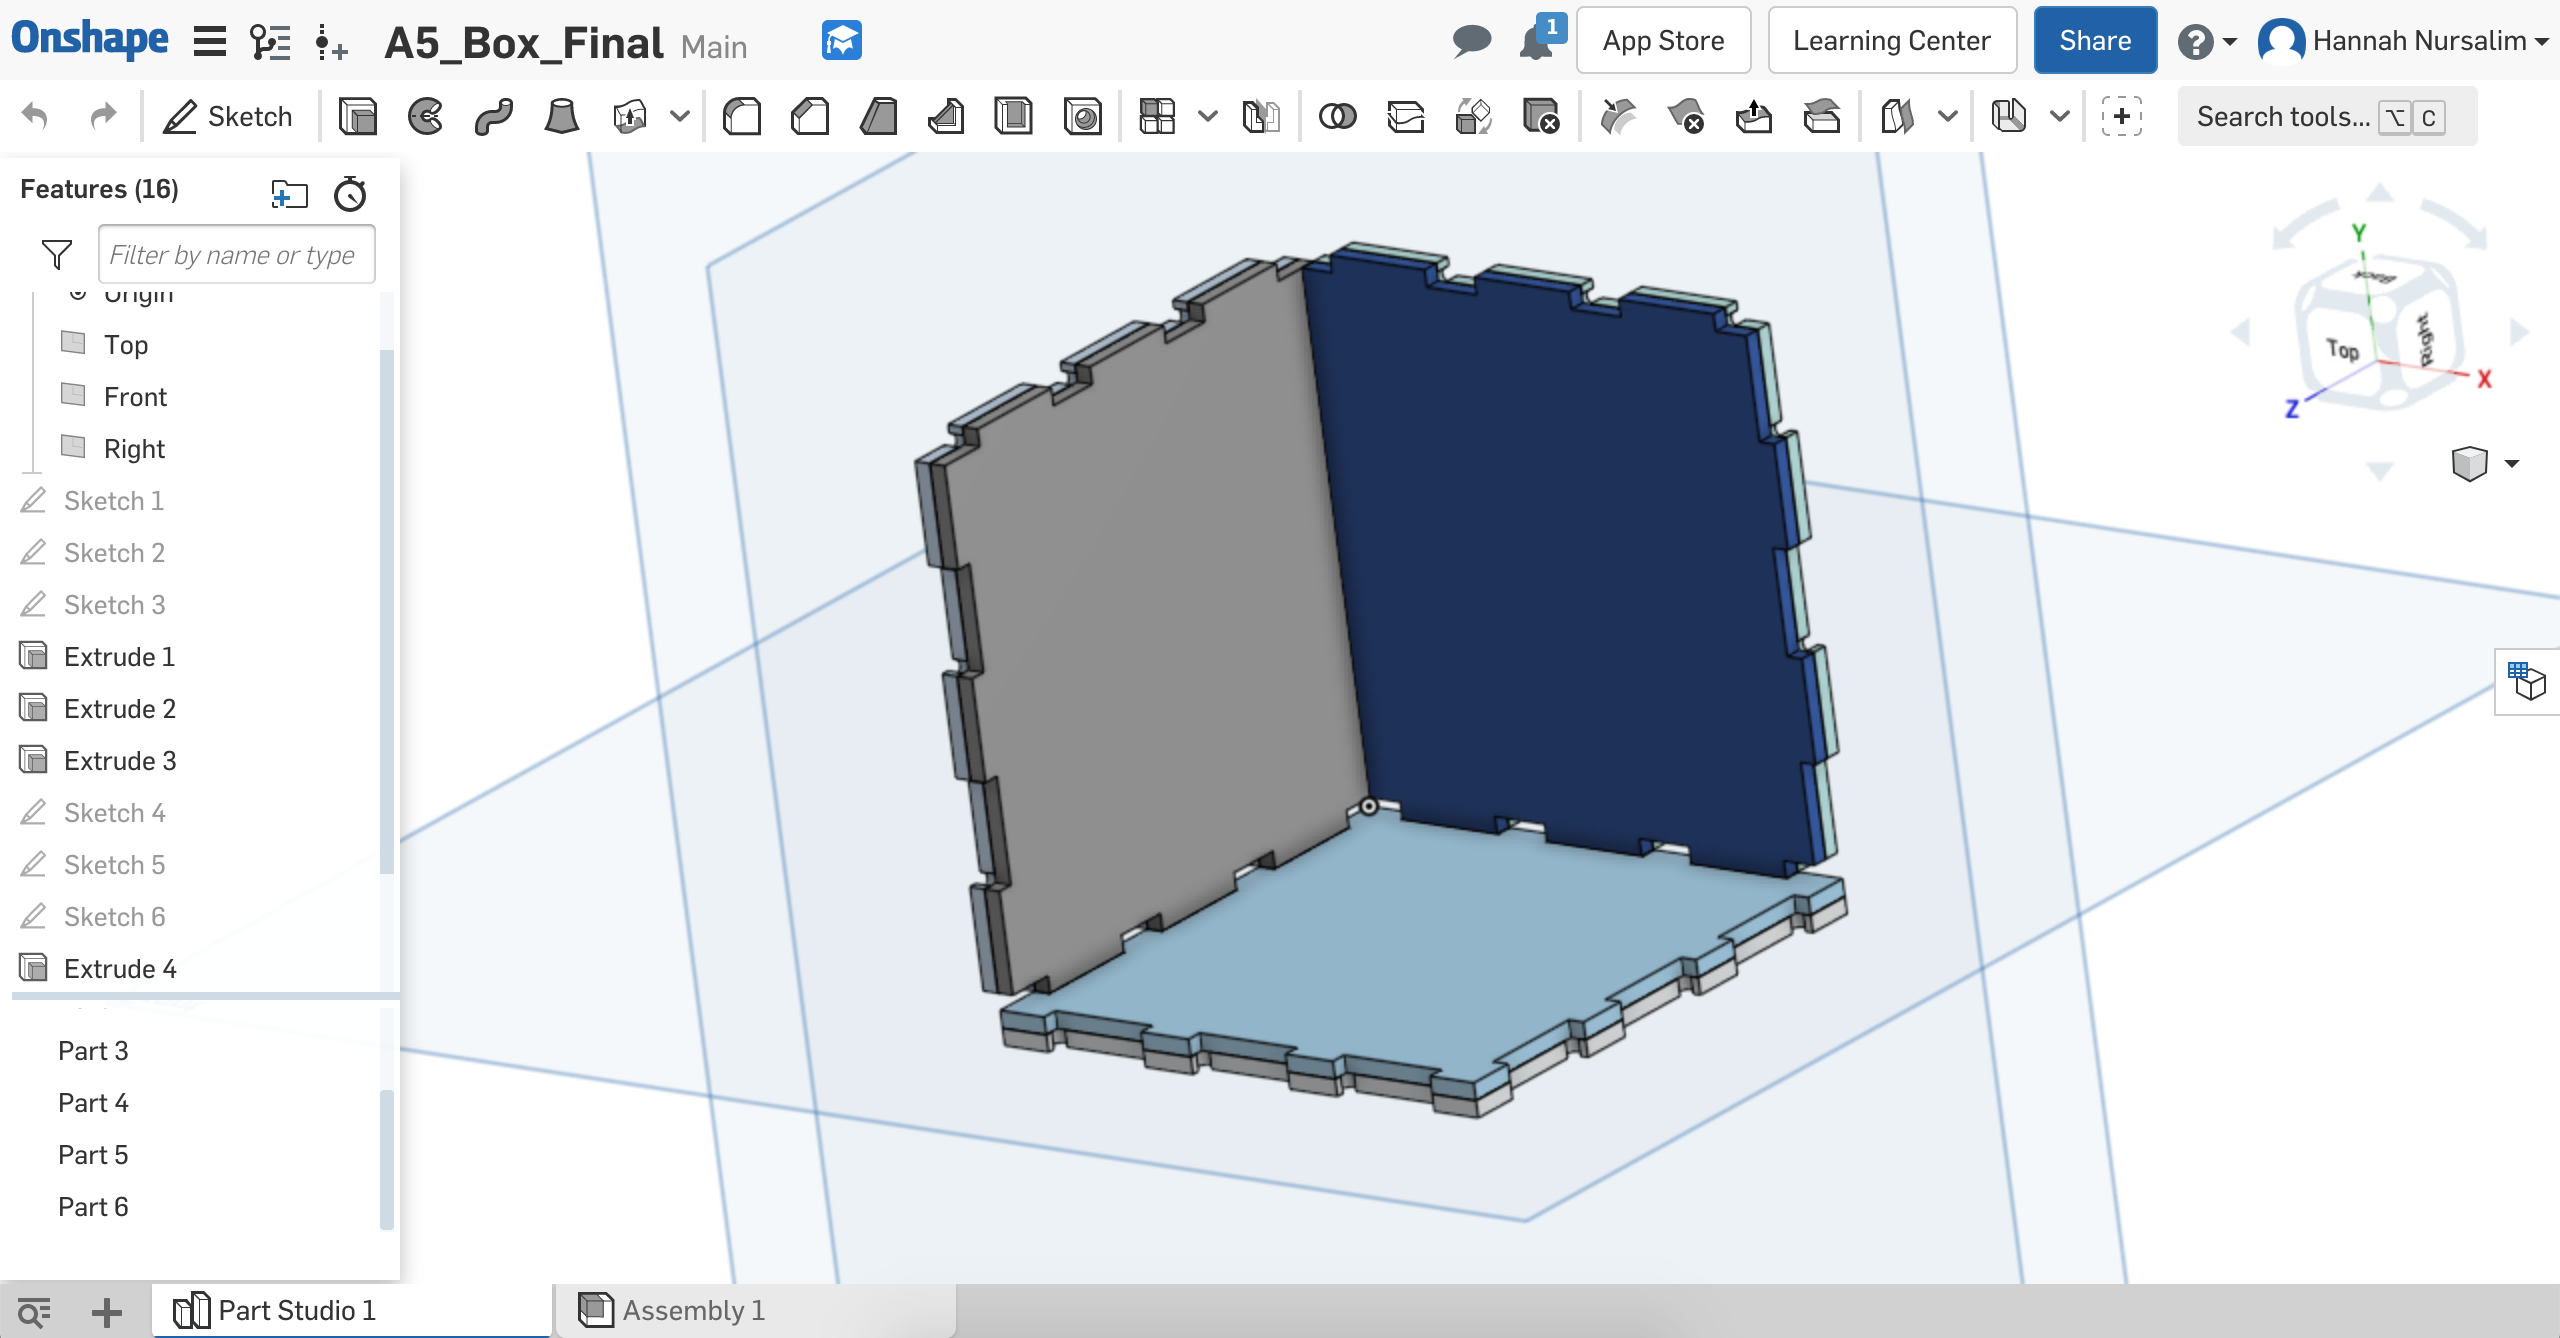 Onshape A5_Box_Final Main 1 App Store Learning Center Share Hannah Nursalim
Sketch Search tools... ⌥ C
Features (16)
Filter by name or type
Origin
Top
Front
Right
Sketch 1
Sketch 2
Sketch 3
Extrude 1
Extrude 2
Extrude 3
Sketch 4
Sketch 5
Sketch 6
Extrude 4
Part 3
Part 4
Part 5
Part 6
Y
Back
Top
Right
X
Z
Part Studio 1 Assembly 1